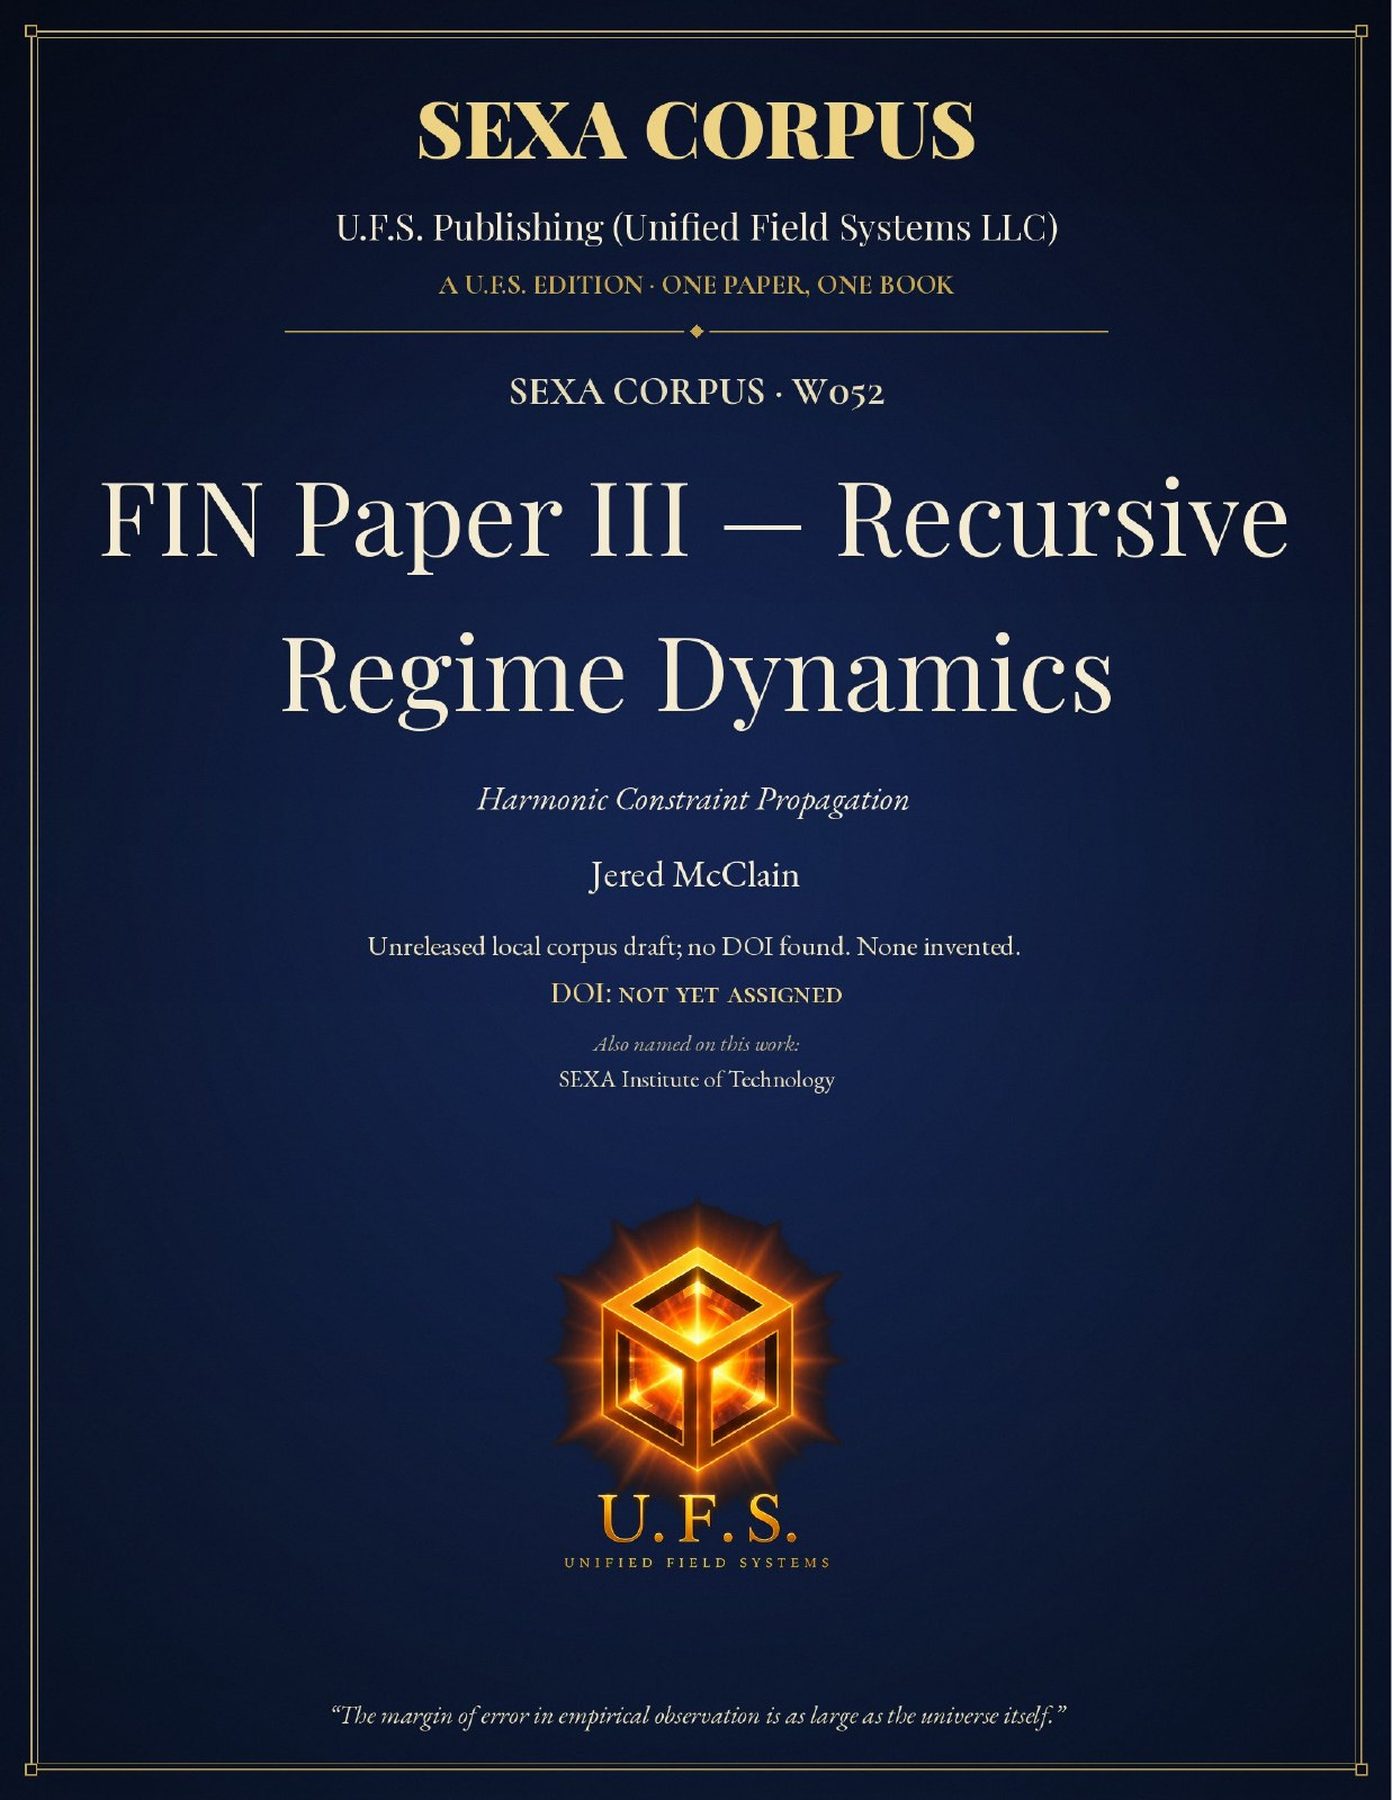 SEXA CORPUS
U.F.S. Publishing (Unified Field Systems LLC)
A U.F.S. EDITION · ONE PAPER, ONE BOOK
SEXA CORPUS · W052
FIN Paper III — Recursive
Regime Dynamics
Harmonic Constraint Propagation
Jered McClain
Unreleased local corpus draft; no DOI found. None invented.
DOI: NOT YET ASSIGNED
Also named on this work:
SEXA Institute of Technology
U.F.S.
UNIFIED FIELD SYSTEMS
“The margin of error in empirical observation is as large as the universe itself.”